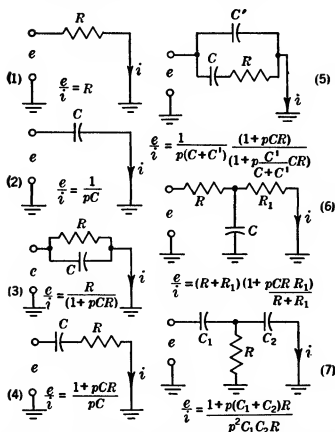 R
e
i
(1) e/i = R
C
e
i
(2) e/i = 1/pC
R
C
e
i
(3) e/i = R/(1+pCR)
C
R
e
i
(4) e/i = (1+pCR)/pC
C'
C
R
e
(5)
i
e/i = 1/p(C+C') (1+pCR)/(1+p C'/C+C' CR)
R
R1
e
C
i
(6)
e/i = (R+R1)(1+pCR R1/R+R1)
C1
C2
e
R
i
(7)
e/i = 1+p(C1+C2)R/p²C1C2R